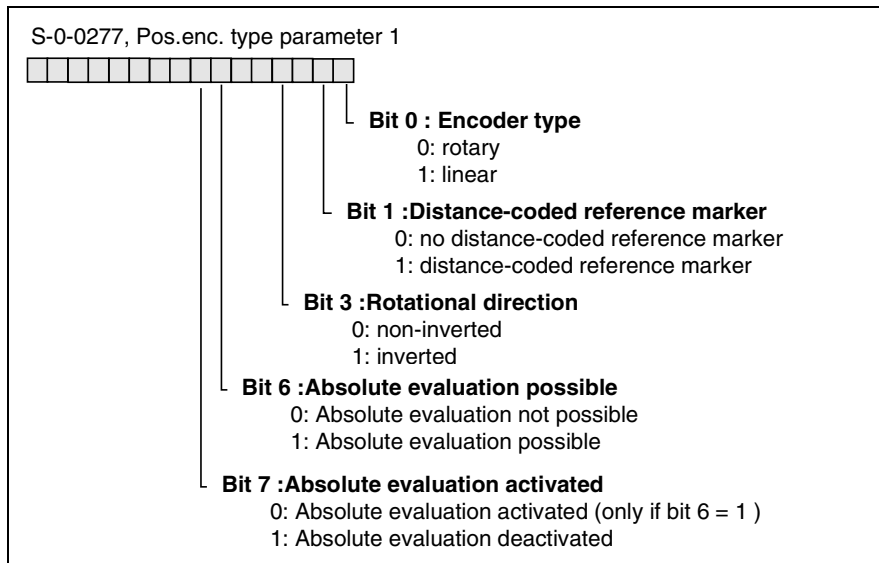 S-0-0277, Pos.enc. type parameter 1
Bit 0 : Encoder type
0: rotary
1: linear
Bit 1 :Distance-coded reference marker
0: no distance-coded reference marker
1: distance-coded reference marker
Bit 3 :Rotational direction
0: non-inverted
1: inverted
Bit 6 :Absolute evaluation possible
0: Absolute evaluation not possible
1: Absolute evaluation possible
Bit 7 :Absolute evaluation activated
0: Absolute evaluation activated (only if bit 6 = 1 )
1: Absolute evaluation deactivated